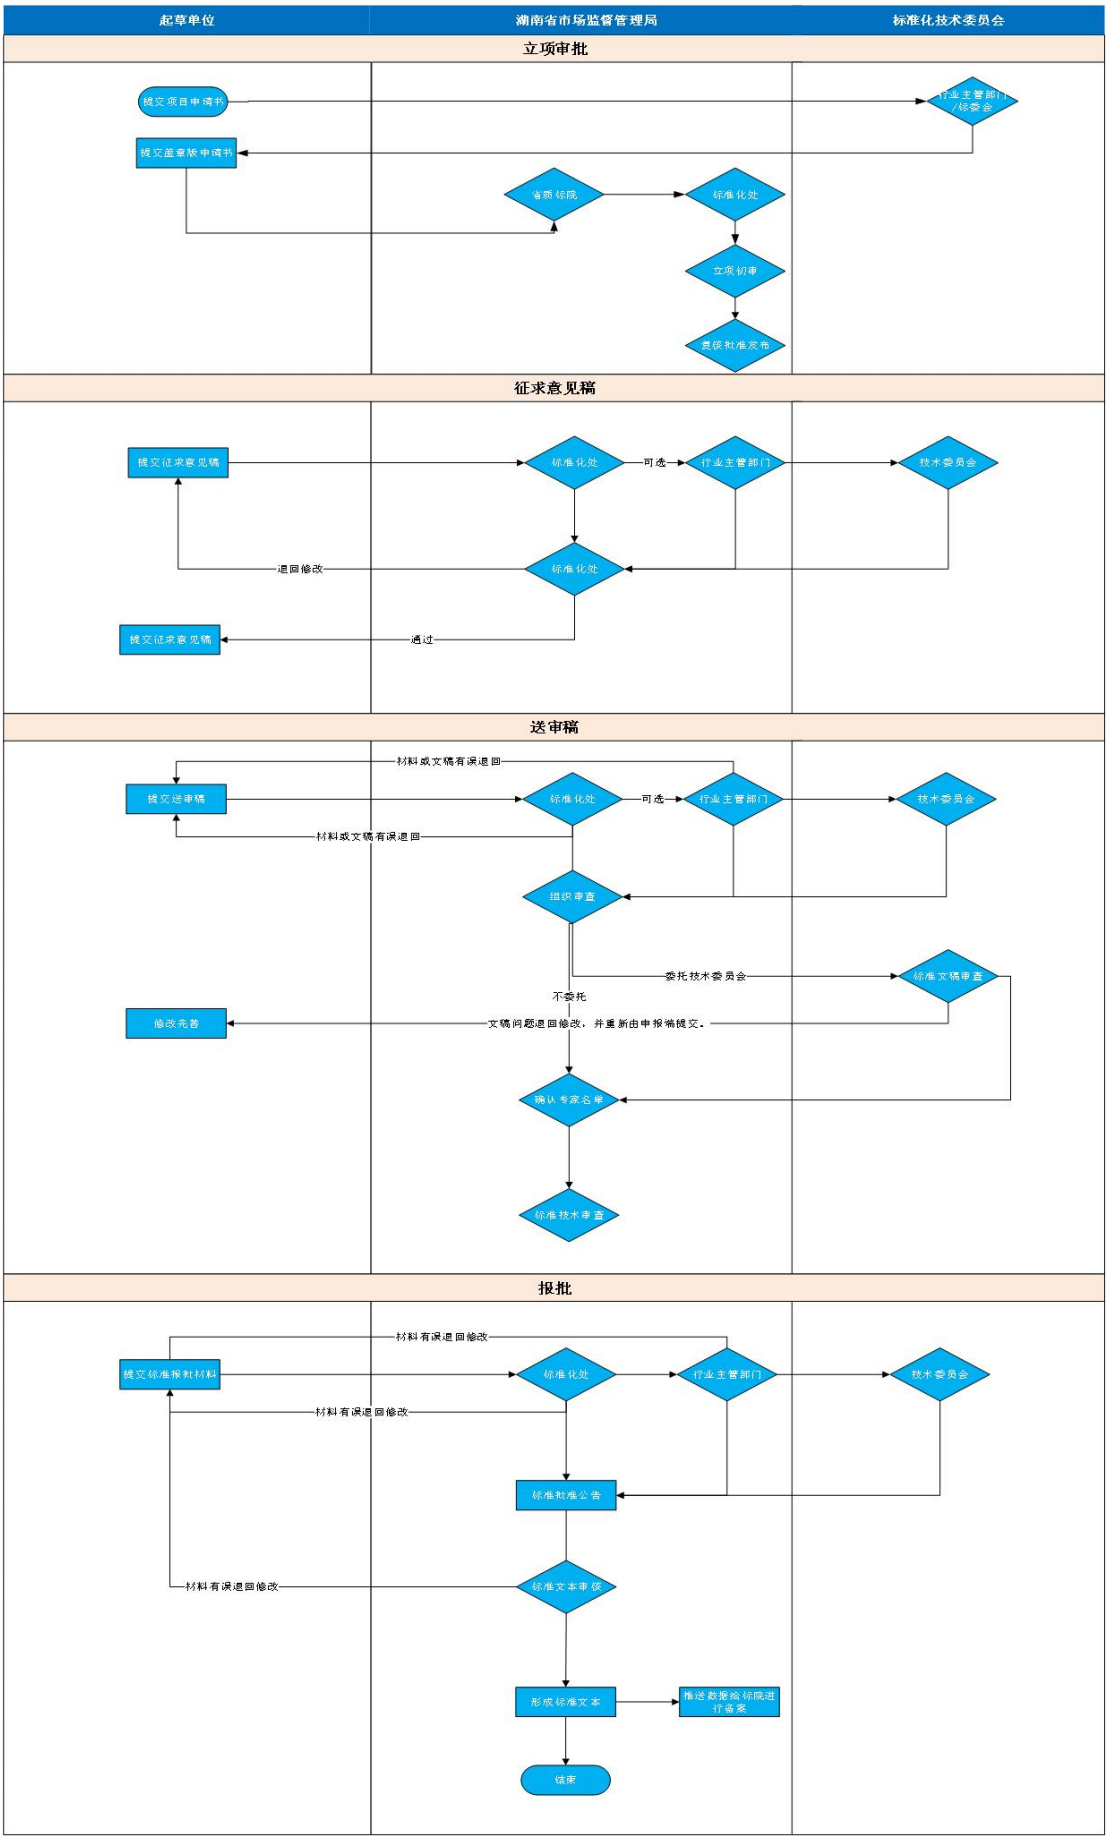 起草单位
湖南省市场监督管理局
标准化技术委员会
立项审批
提交项目申请书
行业主管部门
/标委会
提交盖章版申请书
省质标院
标准化处
立项初审
复核批准发布
征求意见稿
提交征求意见稿
标准化处
可选
行业主管部门
技术委员会
退回修改
标准化处
提交征求意见稿
通过
送审稿
材料或文稿有误退回
提交送审稿
标准化处
可选
行业主管部门
技术委员会
材料或文稿有误退回
组织审查
委托技术委员会
标准文稿审查
不委托
修改完善
文稿问题退回修改，并重新由申报端提交。
确认专家名单
标准技术审查
报批
材料有误退回修改
提交标准报批材料
标准化处
行业主管部门
技术委员会
材料有误退回修改
标准批准公告
材料有误退回修改
标准文本审核
形成标准文本
推送数据给标院进
行备案
结束